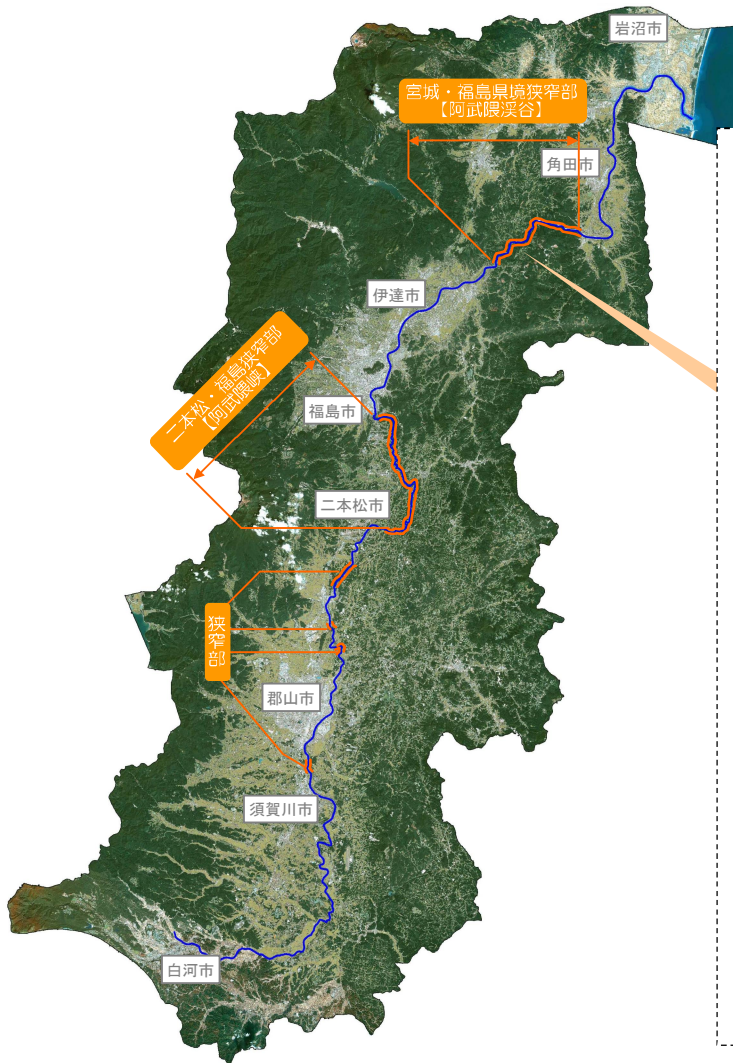 岩沼市
宮城・福島県境狭窄部
【阿武隈渓谷】
角田市
伊達市
二本松・福島狭窄部
【阿武隈峡】
福島市
二本松市
狭窄部
郡山市
須賀川市
白河市